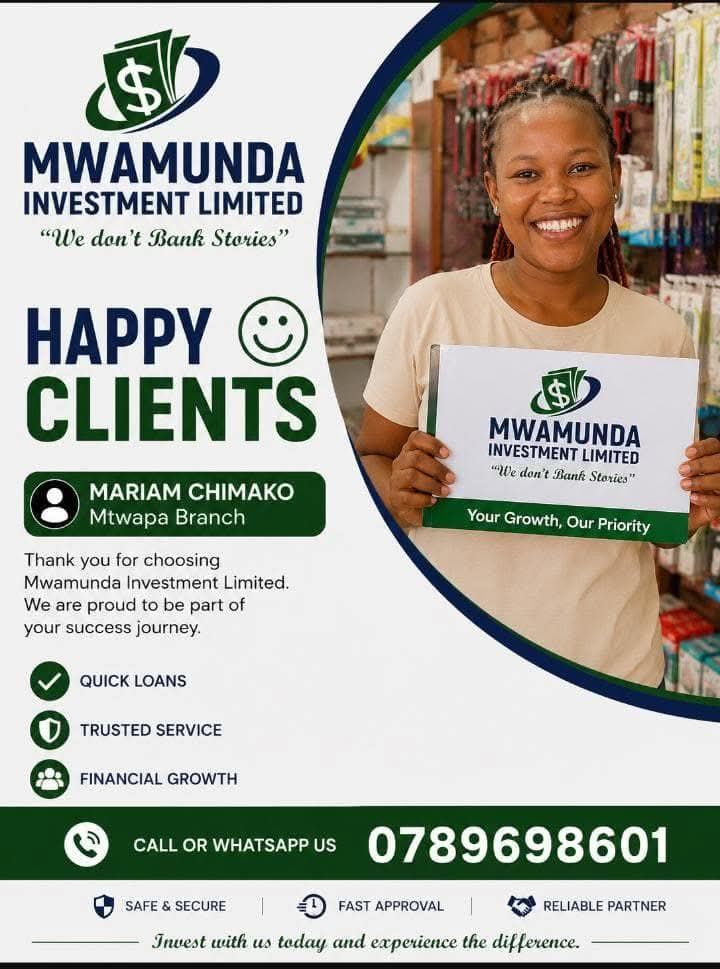 MWAMUNDA
INVESTMENT LIMITED
"We don't Bank Stories"
HAPPY
CLIENTS
MARIAM CHIMAKO
Mtwapa Branch
Thank you for choosing
Mwamunda Investment Limited.
We are proud to be part of
your success journey.
QUICK LOANS
TRUSTED SERVICE
FINANCIAL GROWTH
MWAMUNDA
INVESTMENT LIMITED
"We don't Bank Stories"
Your Growth, Our Priority
CALL OR WHATSAPP US 0789698601
SAFE & SECURE | FAST APPROVAL | RELIABLE PARTNER
Invest with us today and experience the difference.